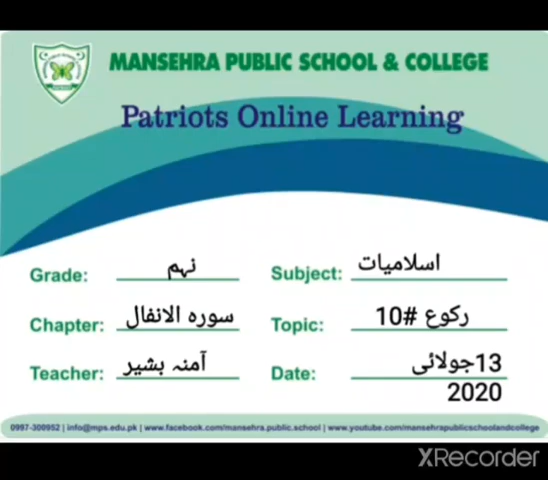 MANSEHRA PUBLIC SCHOOL & COLLEGE
Patriots Online Learning
Grade: نہم Subject: اسلامیات
Chapter: سورہ الانفال Topic: رکوع #10
Teacher: آمنہ بشیر Date: 13جولائی
2020
0997-300952 | info@mps.edu.pk | www.facebook.com/mansehra.public.school | www.youtube.com/mansehrapublicschoolandcollege
XRecorder